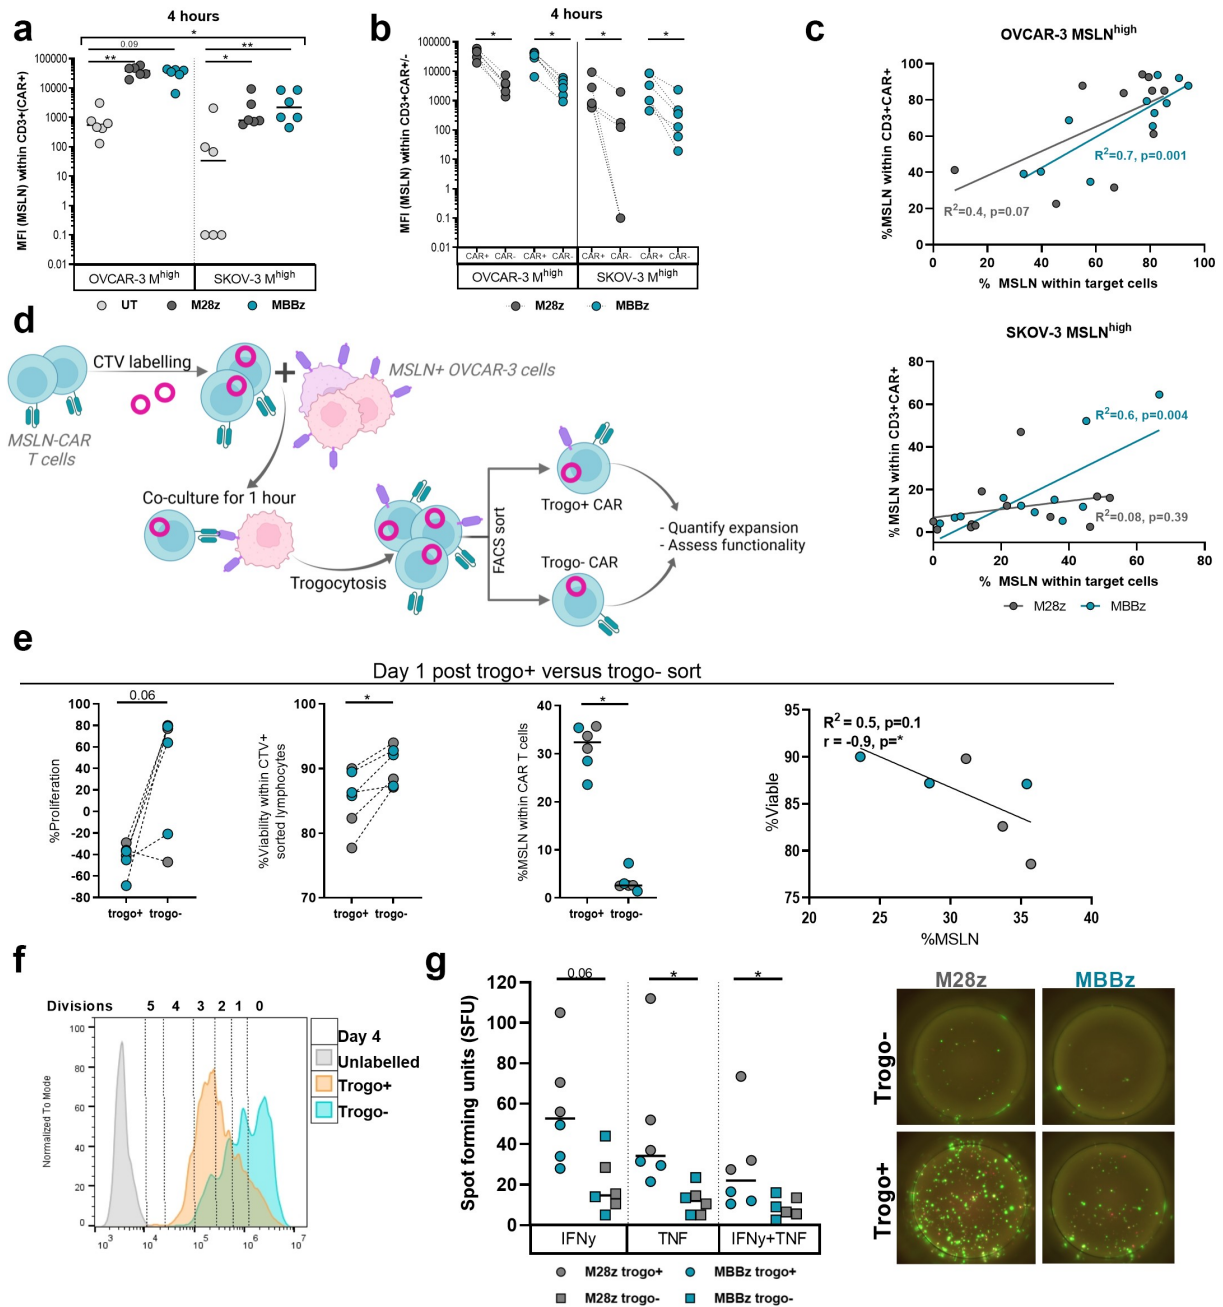 a
4 hours
*
0.09
**
**
*
MFI (MSLN) within CD3+(CAR+)
100000
10000
1000
100
10
1
0.1
0.01
OVCAR-3 Mhigh
SKOV-3 Mhigh
UT
M28z
MBBz
b
4 hours
*
*
*
*
MFI (MSLN) within CD3+CAR+/-
100000
10000
1000
100
10
1
0.1
0.01
CAR+ CAR- CAR+ CAR- CAR+ CAR- CAR+ CAR-
OVCAR-3 Mhigh
SKOV-3 Mhigh
M28z
MBBz
c
OVCAR-3 MSLNhigh
%MSLN within CD3+CAR+
100
80
60
40
20
0
R2=0.7, p=0.001
R2=0.4, p=0.07
0 20 40 60 80 100
% MSLN within target cells
SKOV-3 MSLNhigh
% MSLN within CD3+CAR+
80
60
40
20
0
R2=0.6, p=0.004
R2=0.08, p=0.39
0 20 40 60 80
% MSLN within target cells
M28z
MBBz
d
CTV labelling
MSLN-CAR
T cells
+
MSLN+ OVCAR-3 cells
Co-culture for 1 hour
Trogocytosis
FACS sort
Trogo+ CAR
Trogo- CAR
- Quantify expansion
- Assess functionality
e
Day 1 post trogo+ versus trogo- sort
0.06
%Proliferation
100
80
60
40
20
0
-20
-40
-60
-80
trogo+ trogo-
*
%Viability within CTV+
sorted lymphocytes
100
90
80
70
trogo+ trogo-
*
%MSLN within CAR T cells
40
30
20
10
0
trogo+ trogo-
R2 = 0.5, p=0.1
r = -0.9, p=*
%Viable
95
90
85
80
75
20 25 30 35 40
%MSLN
f
Divisions 5 4 3 2 1 0
Normalized To Mode
100
80
60
40
20
0
103 104 105 106 107
Day 4
Unlabelled
Trogo+
Trogo-
g
0.06
*
*
Spot forming units (SFU)
120
100
80
60
40
20
0
IFNy
TNF
IFNy+TNF
M28z trogo+
MBBz trogo+
M28z trogo-
MBBz trogo-
M28z
MBBz
Trogo-
Trogo+